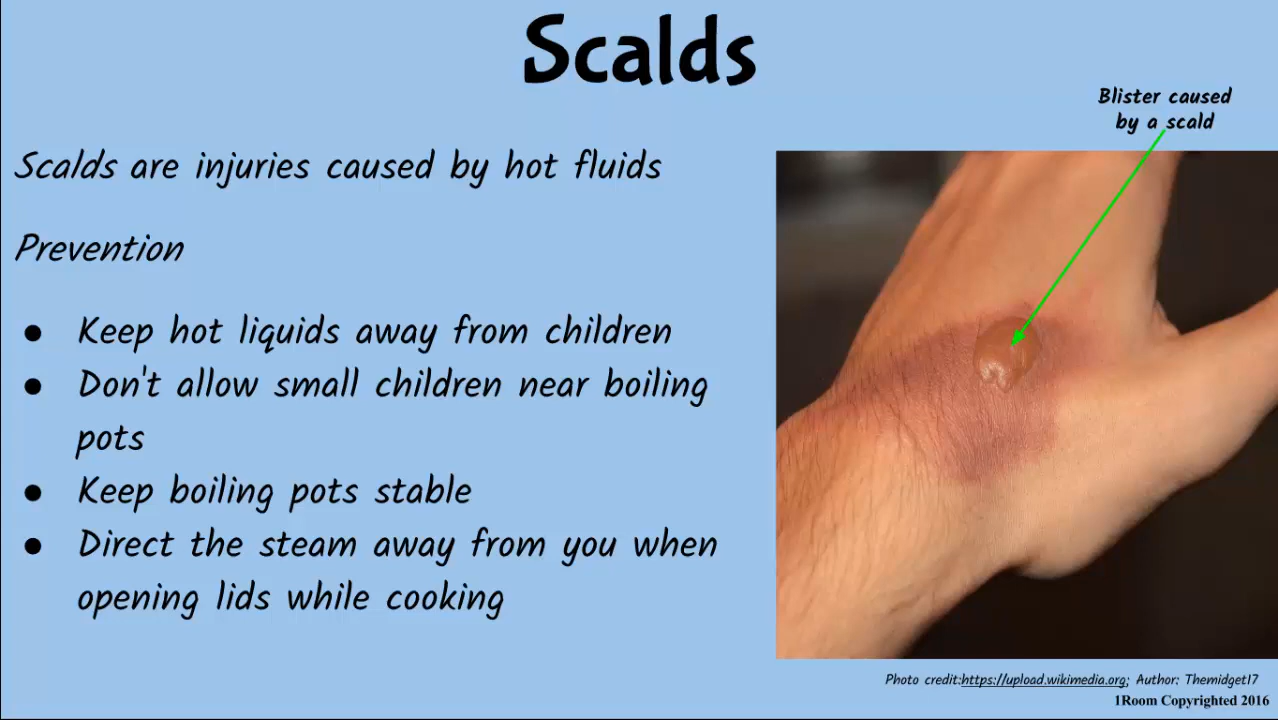 Scalds
Blister caused
by a scald
Scalds are injuries caused by hot fluids
Prevention
● Keep hot liquids away from children
● Don't allow small children near boiling
pots
● Keep boiling pots stable
● Direct the steam away from you when
opening lids while cooking
Photo credit:https://upload.wikimedia.org; Author: Themidget17
1Room Copyrighted 2016